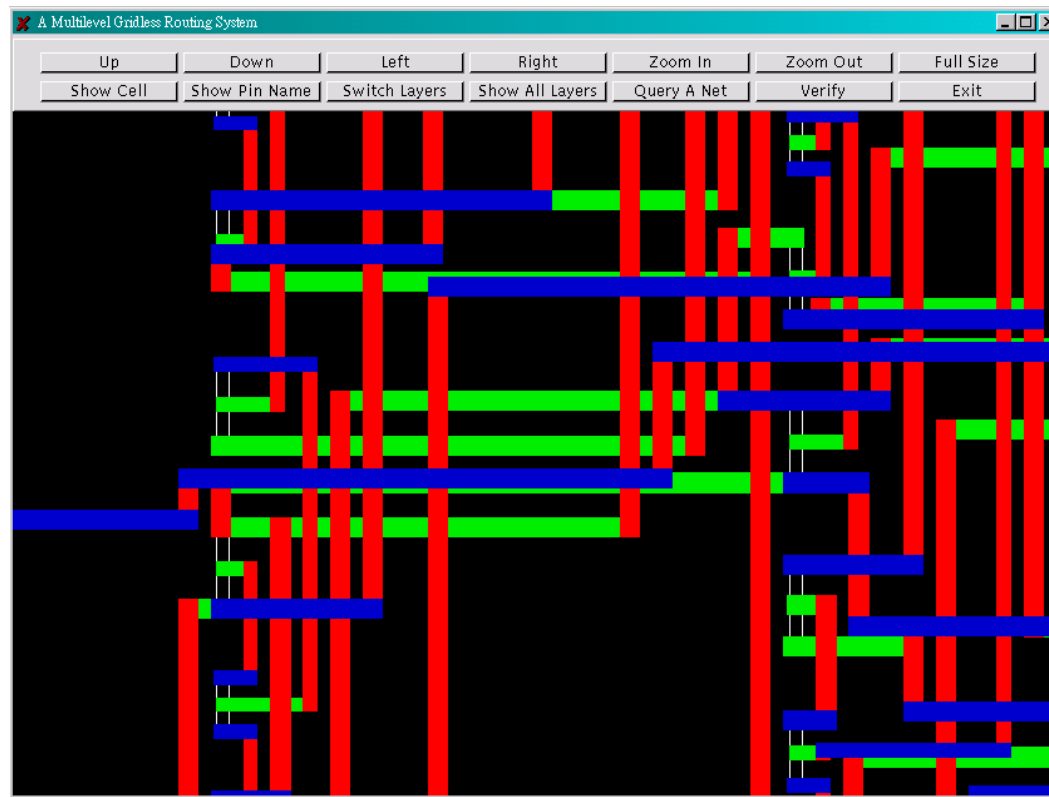 A Multilevel Gridless Routing System
Up Down Left Right Zoom In Zoom Out Full Size
Show Cell Show Pin Name Switch Layers Show All Layers Query A Net Verify Exit